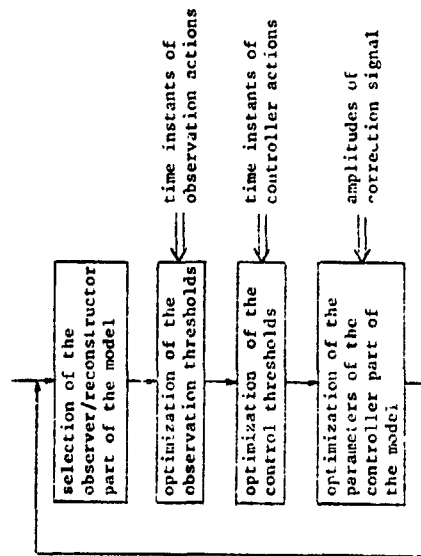 selection of the
observer/reconstructor
part of the model
optimization of the
observation thresholds
time instants of
observation actions
optimization of the
control thresholds
time instants of
controller actions
optimization of the
parameters of the
controller part of
the model
amplitudes of
correction signal